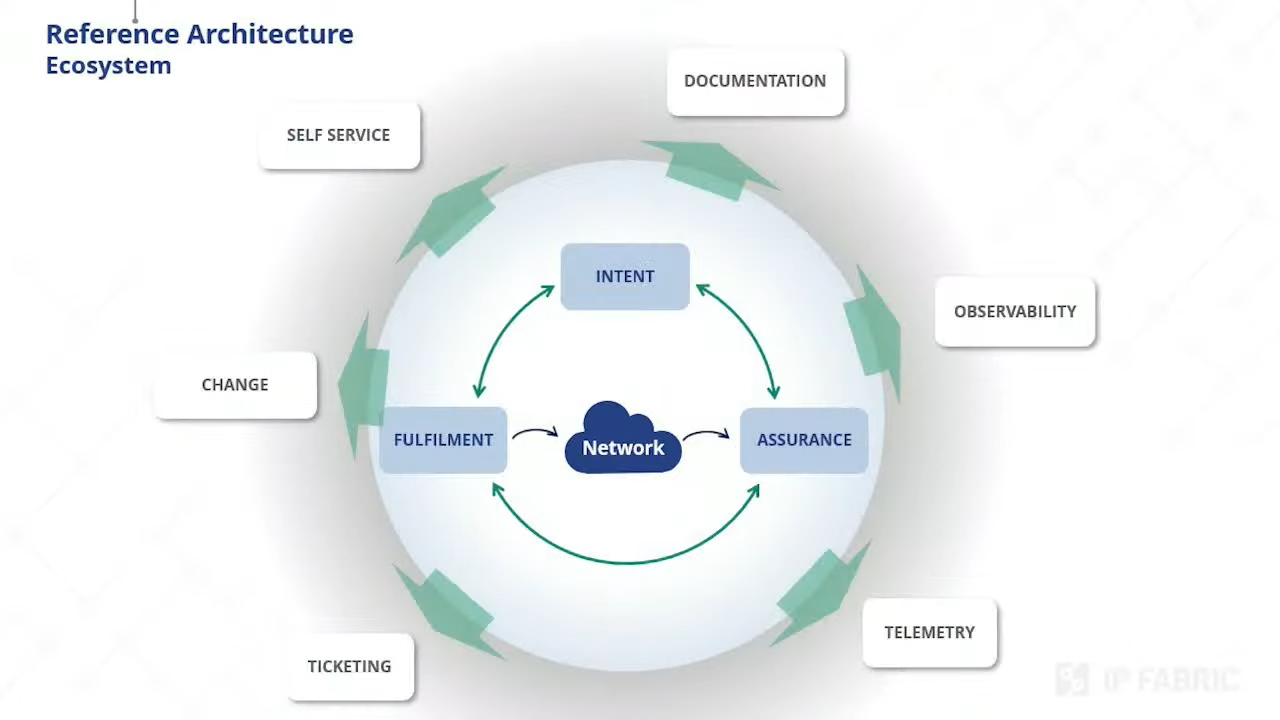 Reference Architecture
Ecosystem
DOCUMENTATION
SELF SERVICE
INTENT
OBSERVABILITY
CHANGE
FULFILMENT
Network
ASSURANCE
TELEMETRY
TICKETING
IP FABRIC